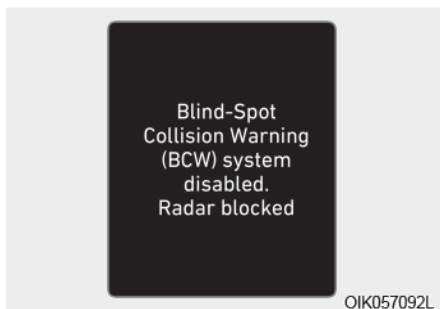 Blind-Spot
Collision Warning
(BCW) system
disabled.
Radar blocked
OIK057092L